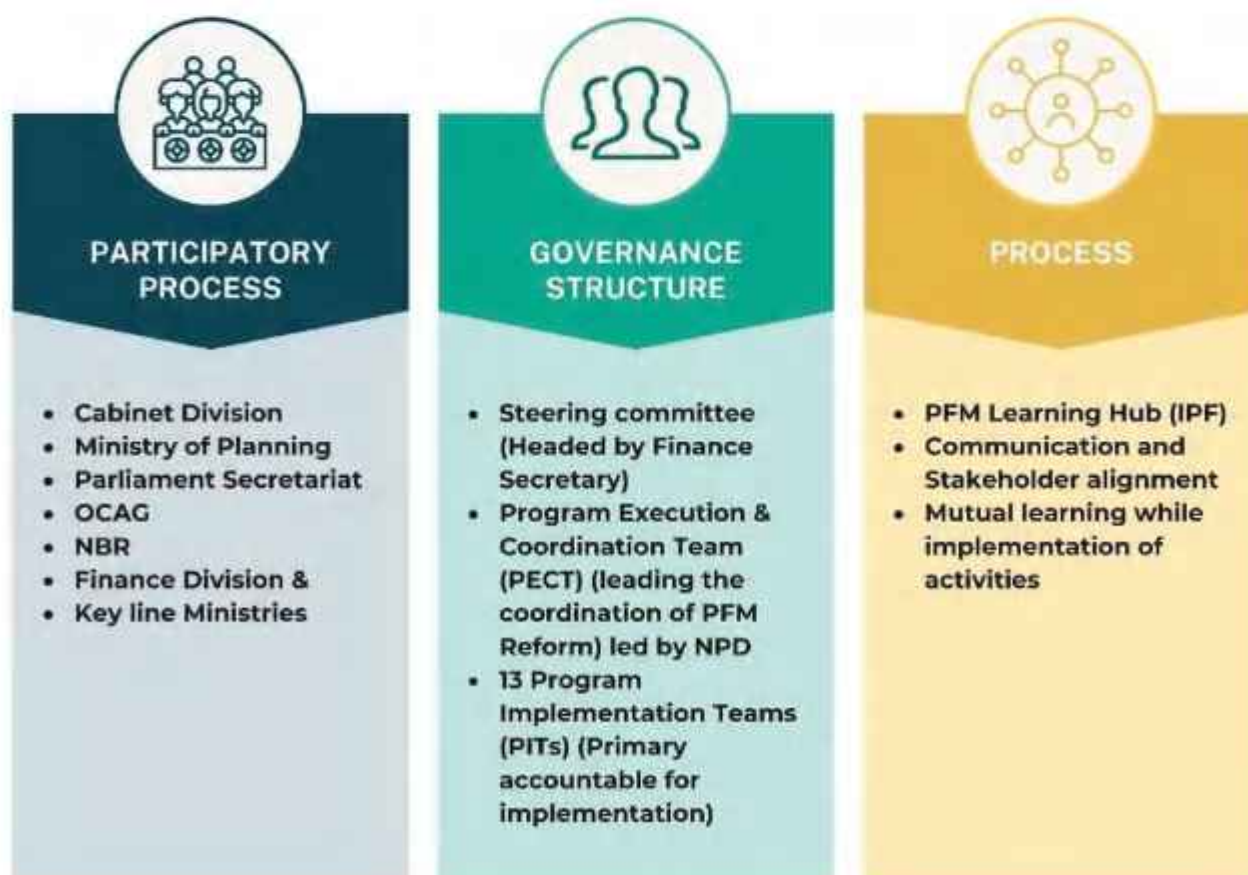 PARTICIPATORY
PROCESS
• Cabinet Division
• Ministry of Planning
• Parliament Secretariat
• OCAG
• NBR
• Finance Division &
• Key line Ministries
GOVERNANCE
STRUCTURE
• Steering committee
(Headed by Finance
Secretary)
• Program Execution &
Coordination Team
(PECT) (leading the
coordination of PFM
Reform) led by NPD
• 13 Program
Implementation Teams
(PITs) (Primary
accountable for
implementation)
PROCESS
• PFM Learning Hub (IPF)
• Communication and
Stakeholder alignment
• Mutual learning while
implementation of
activities